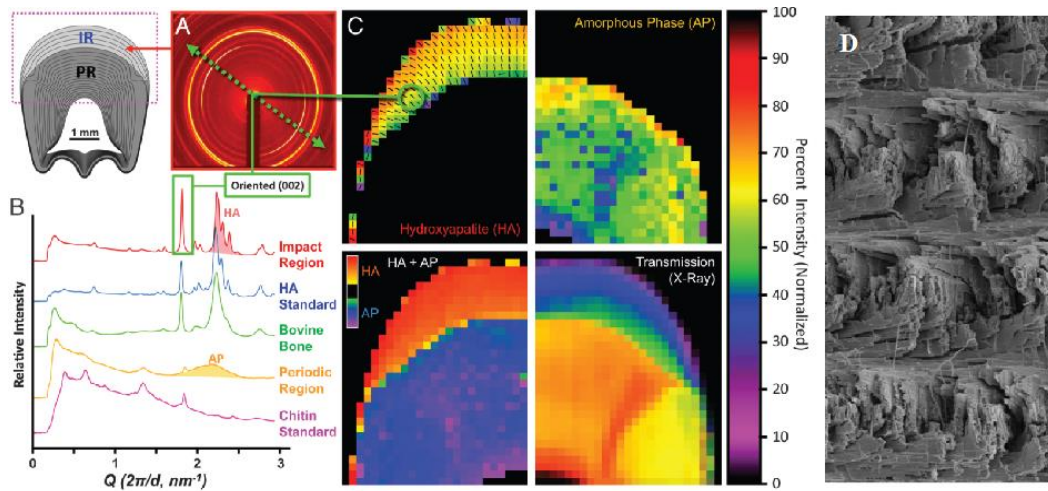 IR
PR
1 mm
A
Oriented (002)
B
HA
Impact
Region
HA
Standard
Bovine
Bone
AP
Periodic
Region
Chitin
Standard
Relative Intensity
0 1 2 3
Q (2π/d, nm⁻¹)
C
Hydroxyapatite (HA)
Amorphous Phase (AP)
HA + AP
HA
AP
Transmission
(X-Ray)
100
90
80
70
60
50
40
30
20
10
0
Percent Intensity (Normalized)
D